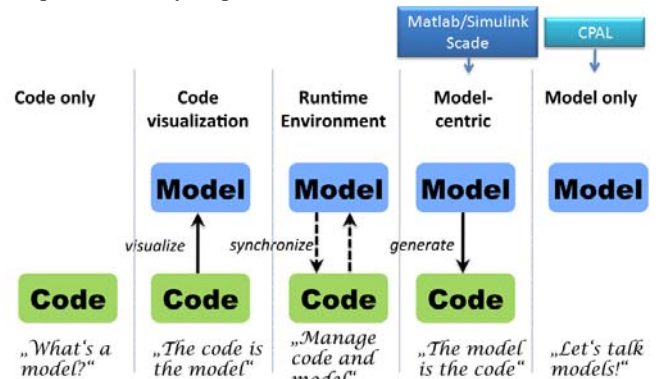 Matlab/Simulink
Scade
CPAL
Code only
Code
visualization
Runtime
Environment
Model-
centric
Model only
Model
Model
Model
Model
visualize
synchronize
generate
Code
Code
Code
Code
„What's a
model?“
„The code is
the model“
„Manage
code and
model“
„The model
is the code“
„Let's talk
models!“